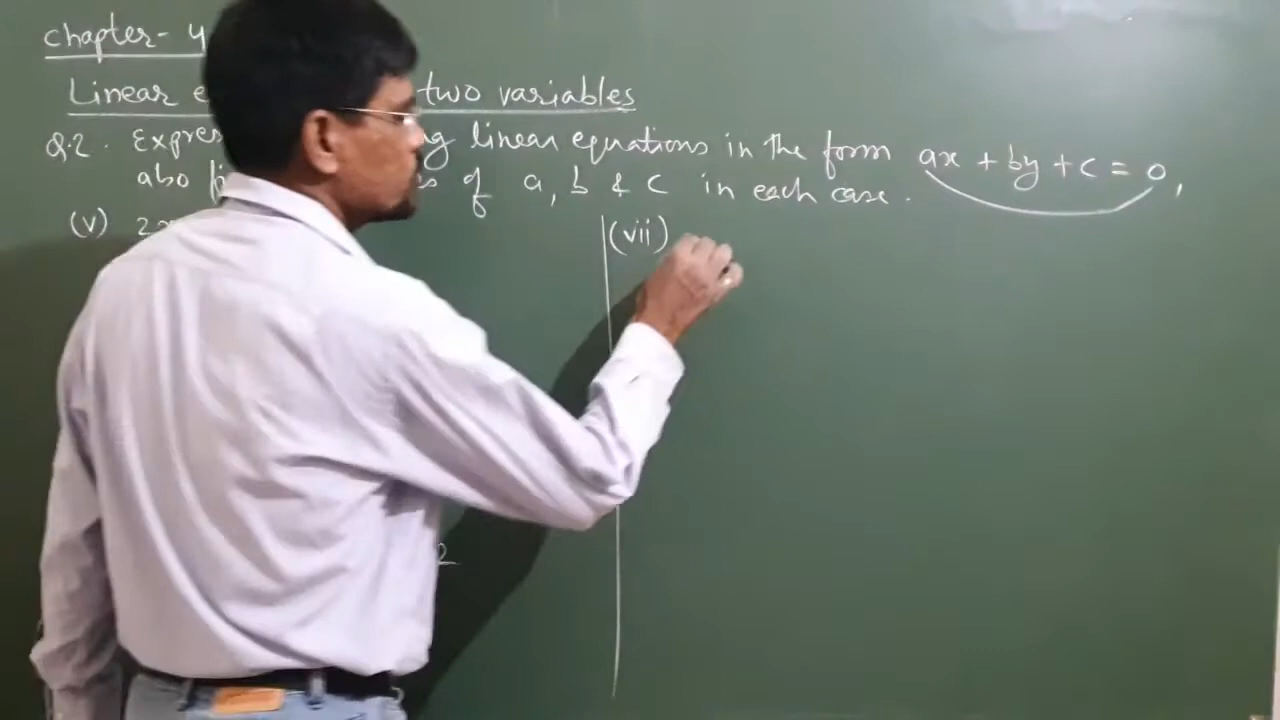 Chapter- 4
Linear two variables
Q.2. linear equations in the form ax + by + c = 0,
also of a, b & c in each case.
(v) (vii)
2